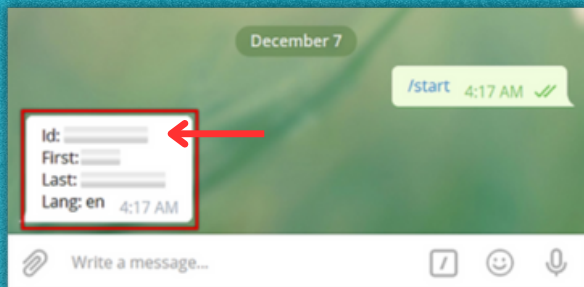 December 7
/start 4:17 AM
Id:
First:
Last:
Lang: en 4:17 AM
Write a message...